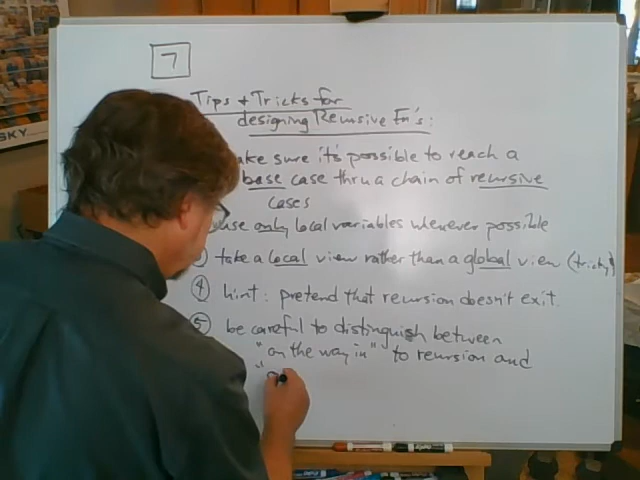 7
Tips + Tricks for
designing Recursive Fn's:
ake sure it's possible to reach a
base case thru a chain of recursive
cases
use only local variables whenever possible
take a local view rather than a global view (tricky)
④ hint: pretend that recursion doesn't exit.
⑤ be careful to distinguish between
"on the way in" to recursion and
"o
SKY